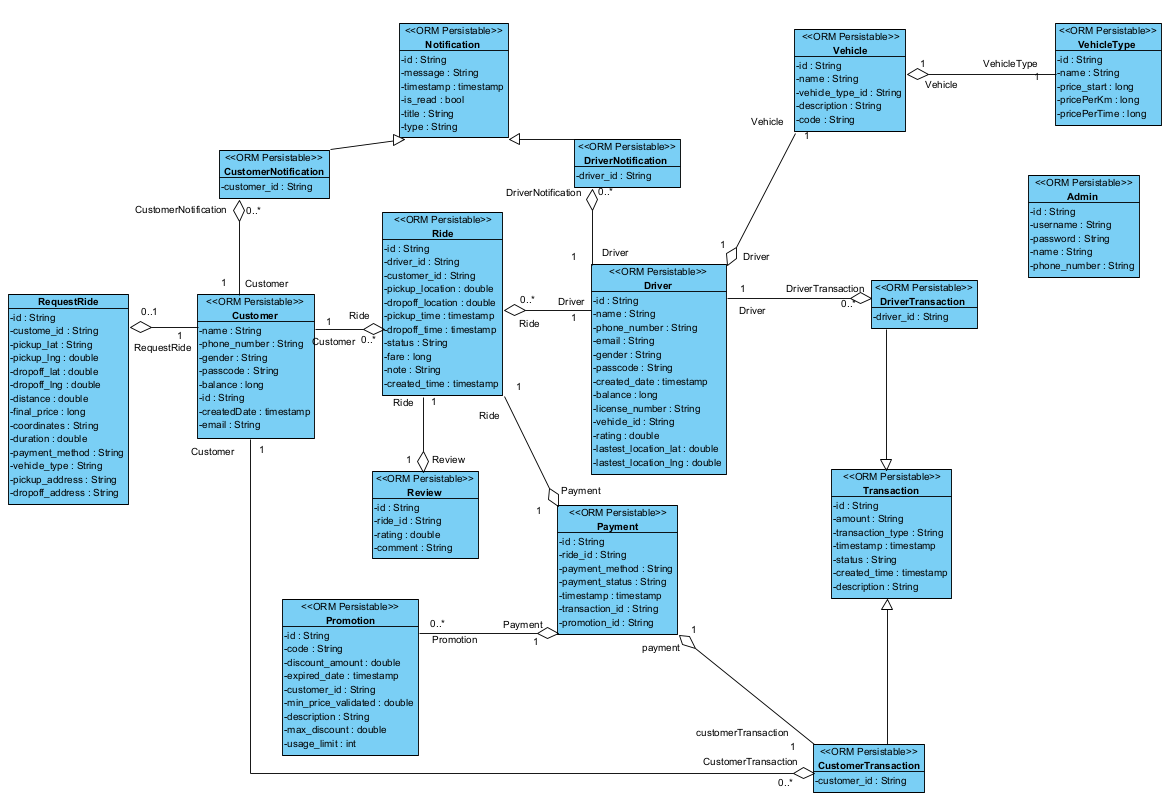 <<ORM Persistable>>
Notification
-id : String
-message : String
-timestamp : timestamp
-is_read : bool
-title : String
-type : String
<<ORM Persistable>>
Vehicle
-id : String
-name : String
-vehicle_type_id : String
-description : String
-code : String
1
Vehicle
VehicleType
1
<<ORM Persistable>>
VehicleType
-id : String
-name : String
-price_start : long
-pricePerKm : long
-pricePerTime : long
<<ORM Persistable>>
CustomerNotification
-customer_id : String
<<ORM Persistable>>
DriverNotification
-driver_id : String
Vehicle
1
<<ORM Persistable>>
Admin
-id : String
-username : String
-password : String
-name : String
-phone_number : String
CustomerNotification
0..*
DriverNotification
0..*
1
Customer
1
Driver
1
Driver
<<ORM Persistable>>
Ride
-id : String
-driver_id : String
-customer_id : String
-pickup_location : double
-dropoff_location : double
-pickup_time : timestamp
-dropoff_time : timestamp
-status : String
-fare : long
-note : String
-created_time : timestamp
<<ORM Persistable>>
Driver
-id : String
-name : String
-phone_number : String
-email : String
-gender : String
-passcode : String
-created_date : timestamp
-balance : long
-license_number : String
-vehicle_id : String
-rating : double
-lastest_location_lat : double
-lastest_location_lng : double
1
Driver
DriverTransaction
0..*
<<ORM Persistable>>
DriverTransaction
-driver_id : String
RequestRide
-id : String
-custome_id : String
-pickup_lat : String
-pickup_lng : double
-dropoff_lat : double
-dropoff_lng : double
-distance : double
-final_price : long
-coordinates : String
-duration : double
-payment_method : String
-vehicle_type : String
-pickup_address : String
-dropoff_address : String
0..1
1
RequestRide
<<ORM Persistable>>
Customer
-name : String
-phone_number : String
-gender : String
-passcode : String
-balance : long
-id : String
-createdDate : timestamp
-email : String
1
Ride
Customer
0..*
0..*
Driver
Ride
1
Ride
1
1
Ride
Customer
1
1
Review
<<ORM Persistable>>
Review
-id : String
-ride_id : String
-rating : double
-comment : String
Payment
1
<<ORM Persistable>>
Payment
-id : String
-ride_id : String
-payment_method : String
-payment_status : String
-timestamp : timestamp
-transaction_id : String
-promotion_id : String
<<ORM Persistable>>
Transaction
-id : String
-amount : String
-transaction_type : String
-timestamp : timestamp
-status : String
-created_time : timestamp
-description : String
<<ORM Persistable>>
Promotion
-id : String
-code : String
-discount_amount : double
-expired_date : timestamp
-customer_id : String
-min_price_validated : double
-description : String
-max_discount : double
-usage_limit : int
0..*
Promotion
Payment
1
1
payment
customerTransaction
1
CustomerTransaction
0..*
<<ORM Persistable>>
CustomerTransaction
-customer_id : String